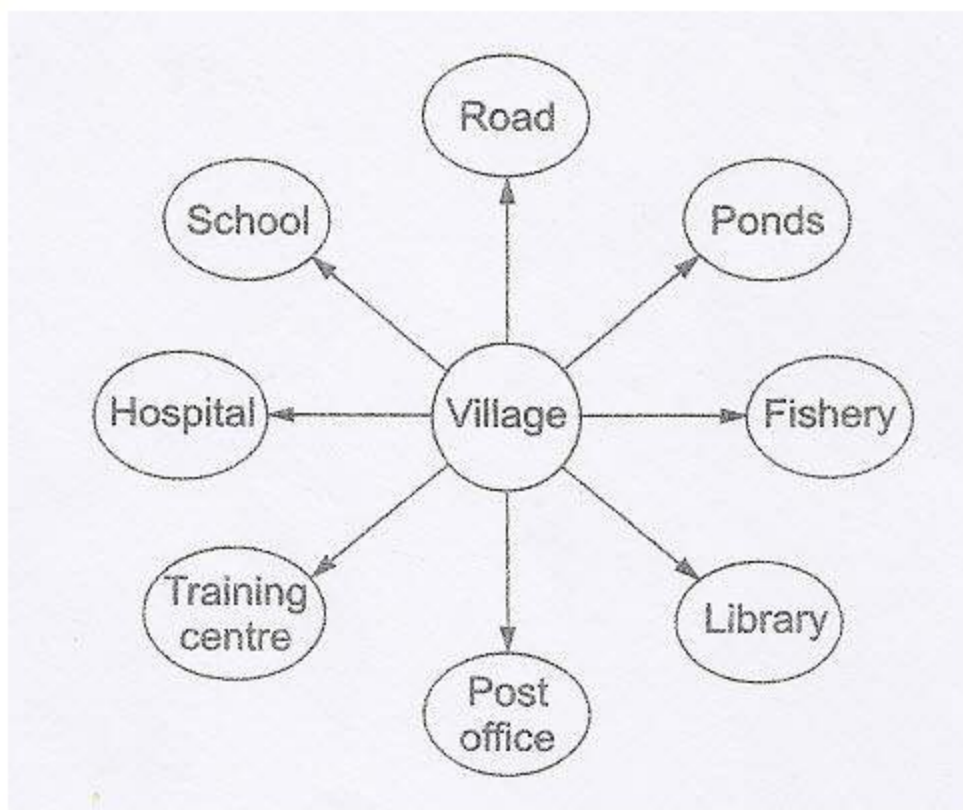 Road
School
Ponds
Hospital
Village
Fishery
Training
centre
Library
Post
office